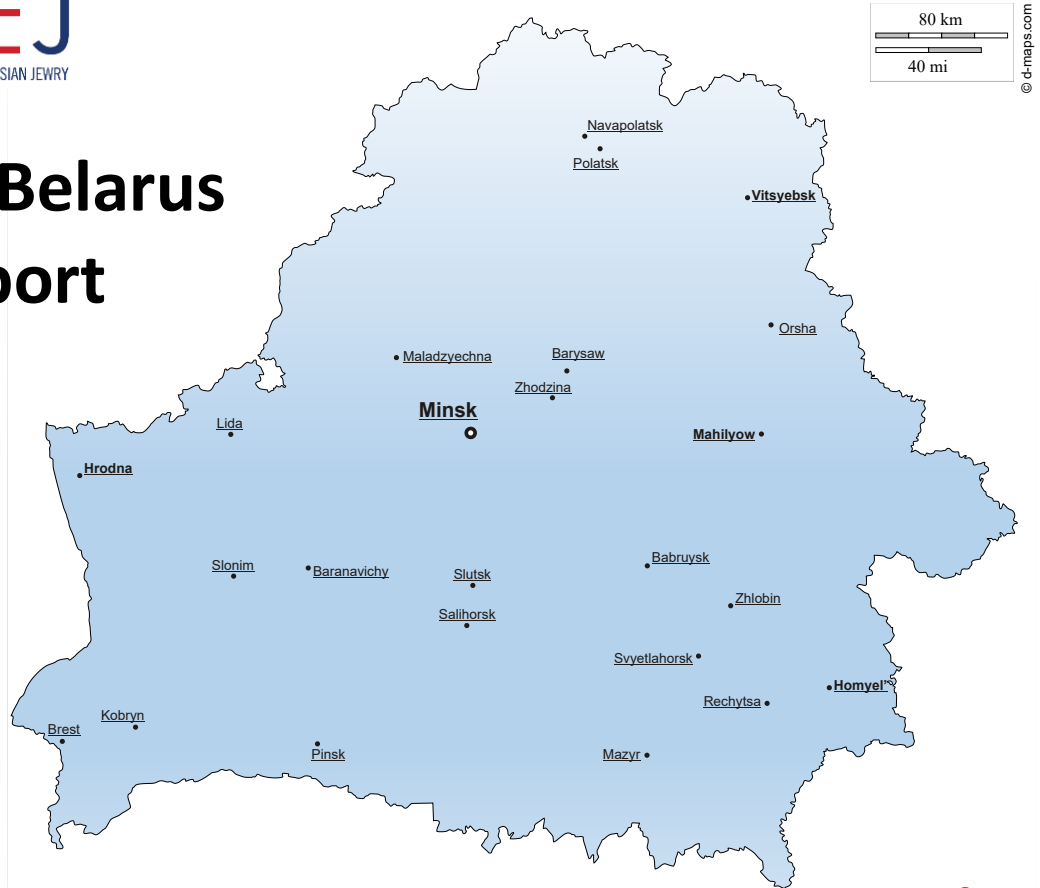 EJ
SIAN JEWRY
80 km
40 mi
© d-maps.com
Belarus
port
Navapolatsk
Polatsk
Vitsyebsk
Orsha
Maladzyechna
Barysaw
Zhodzina
Minsk
Lida
Mahilyow
Hrodna
Slonim
Baranavichy
Slutsk
Babruysk
Salihorsk
Zhlobin
Svyetlahorsk
Homyel'
Rechytsa
Kobryn
Brest
Pinsk
Mazyr